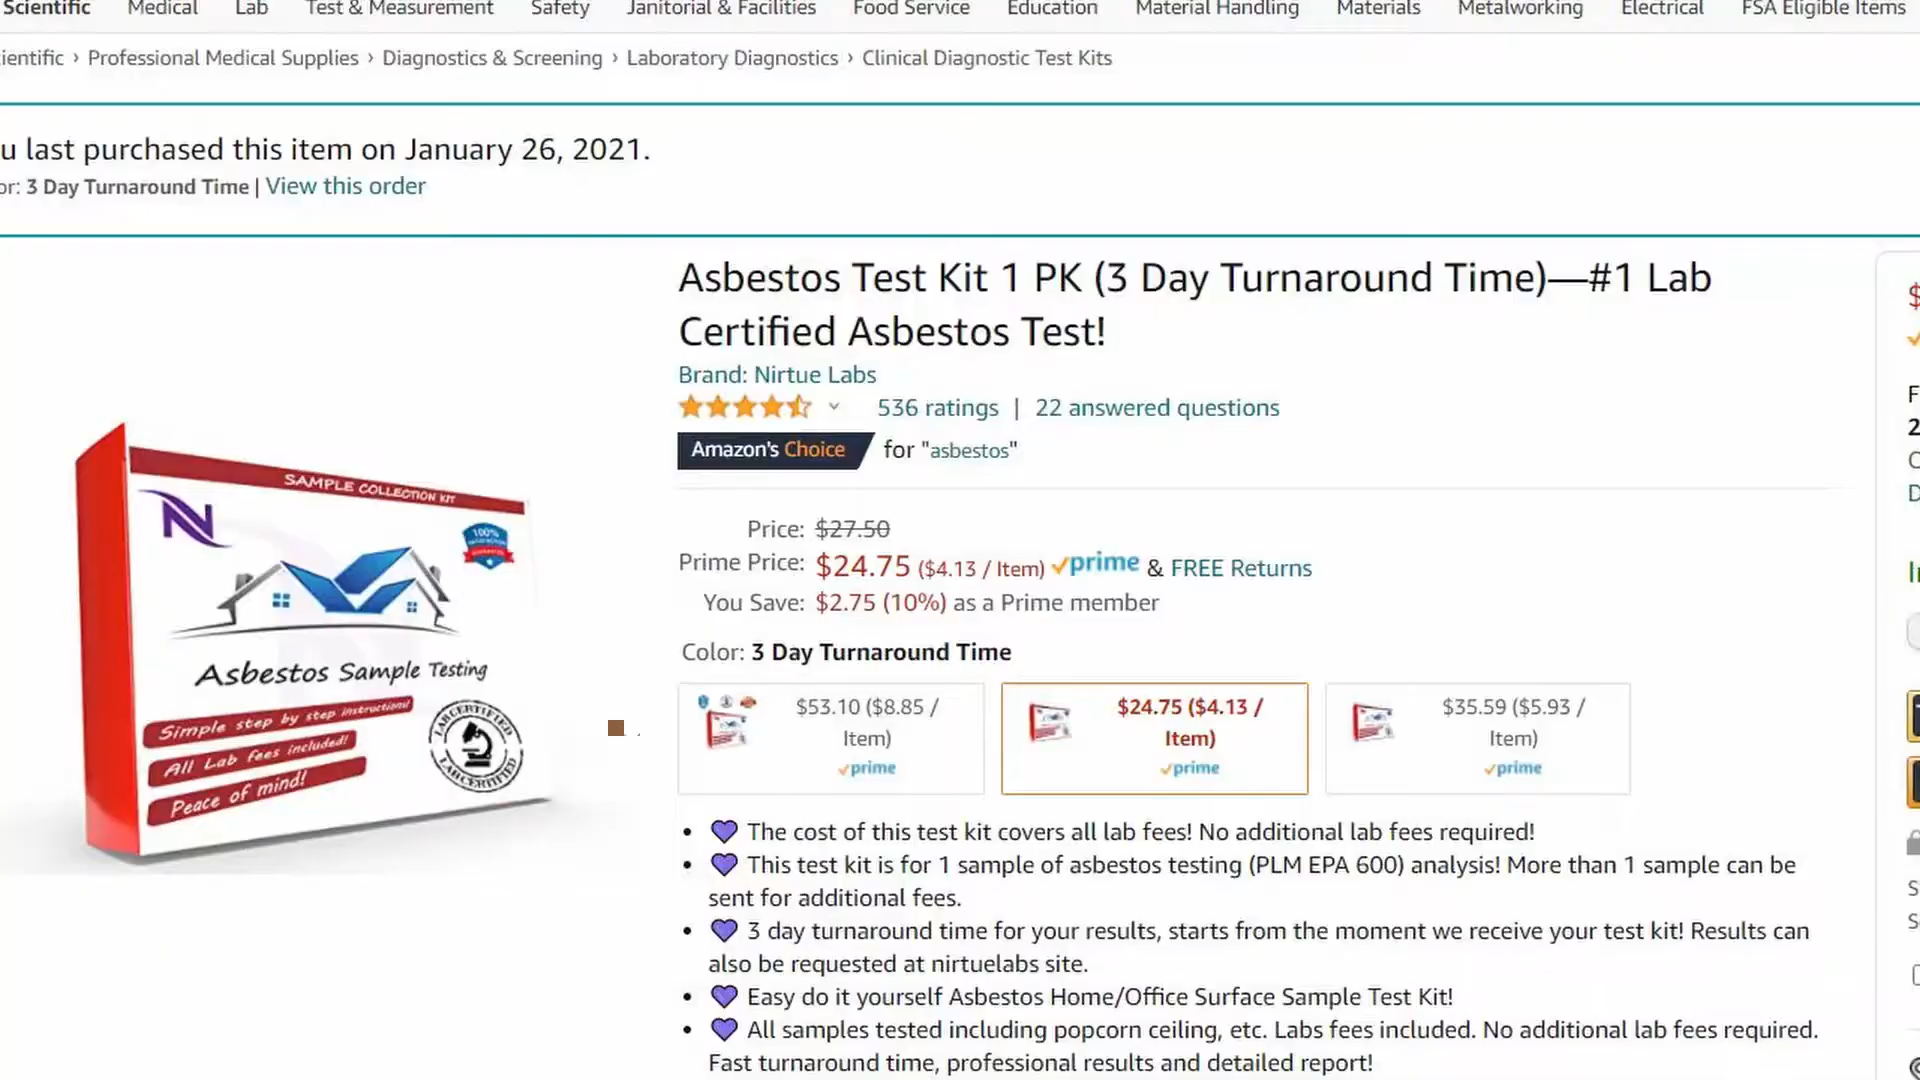 Scientific Medical Lab Test & Measurement Safety Janitorial & Facilities Food Service Education Material Handling Materials Metalworking Electrical FSA Eligible Items
ientific › Professional Medical Supplies › Diagnostics & Screening › Laboratory Diagnostics › Clinical Diagnostic Test Kits
u last purchased this item on January 26, 2021.
or: 3 Day Turnaround Time | View this order
SAMPLE COLLECTION KIT
N
100%
Asbestos Sample Testing
Simple step by step instructions!
All Lab fees included!
Peace of mind!
LAB CERTIFIED
LAB CERTIFIED
Asbestos Test Kit 1 PK (3 Day Turnaround Time)—#1 Lab
Certified Asbestos Test!
Brand: Nirtue Labs
536 ratings | 22 answered questions
Amazon's Choice for "asbestos"
Price: $27.50
Prime Price: $24.75 ($4.13 / Item) prime & FREE Returns
You Save: $2.75 (10%) as a Prime member
Color: 3 Day Turnaround Time
$53.10 ($8.85 /
Item)
prime
$24.75 ($4.13 /
Item)
prime
$35.59 ($5.93 /
Item)
prime
• 💜 The cost of this test kit covers all lab fees! No additional lab fees required!
• 💜 This test kit is for 1 sample of asbestos testing (PLM EPA 600) analysis! More than 1 sample can be
sent for additional fees.
• 💜 3 day turnaround time for your results, starts from the moment we receive your test kit! Results can
also be requested at nirtuelabs site.
• 💜 Easy do it yourself Asbestos Home/Office Surface Sample Test Kit!
• 💜 All samples tested including popcorn ceiling, etc. Labs fees included. No additional lab fees required.
Fast turnaround time, professional results and detailed report!
$
F
2
D
S